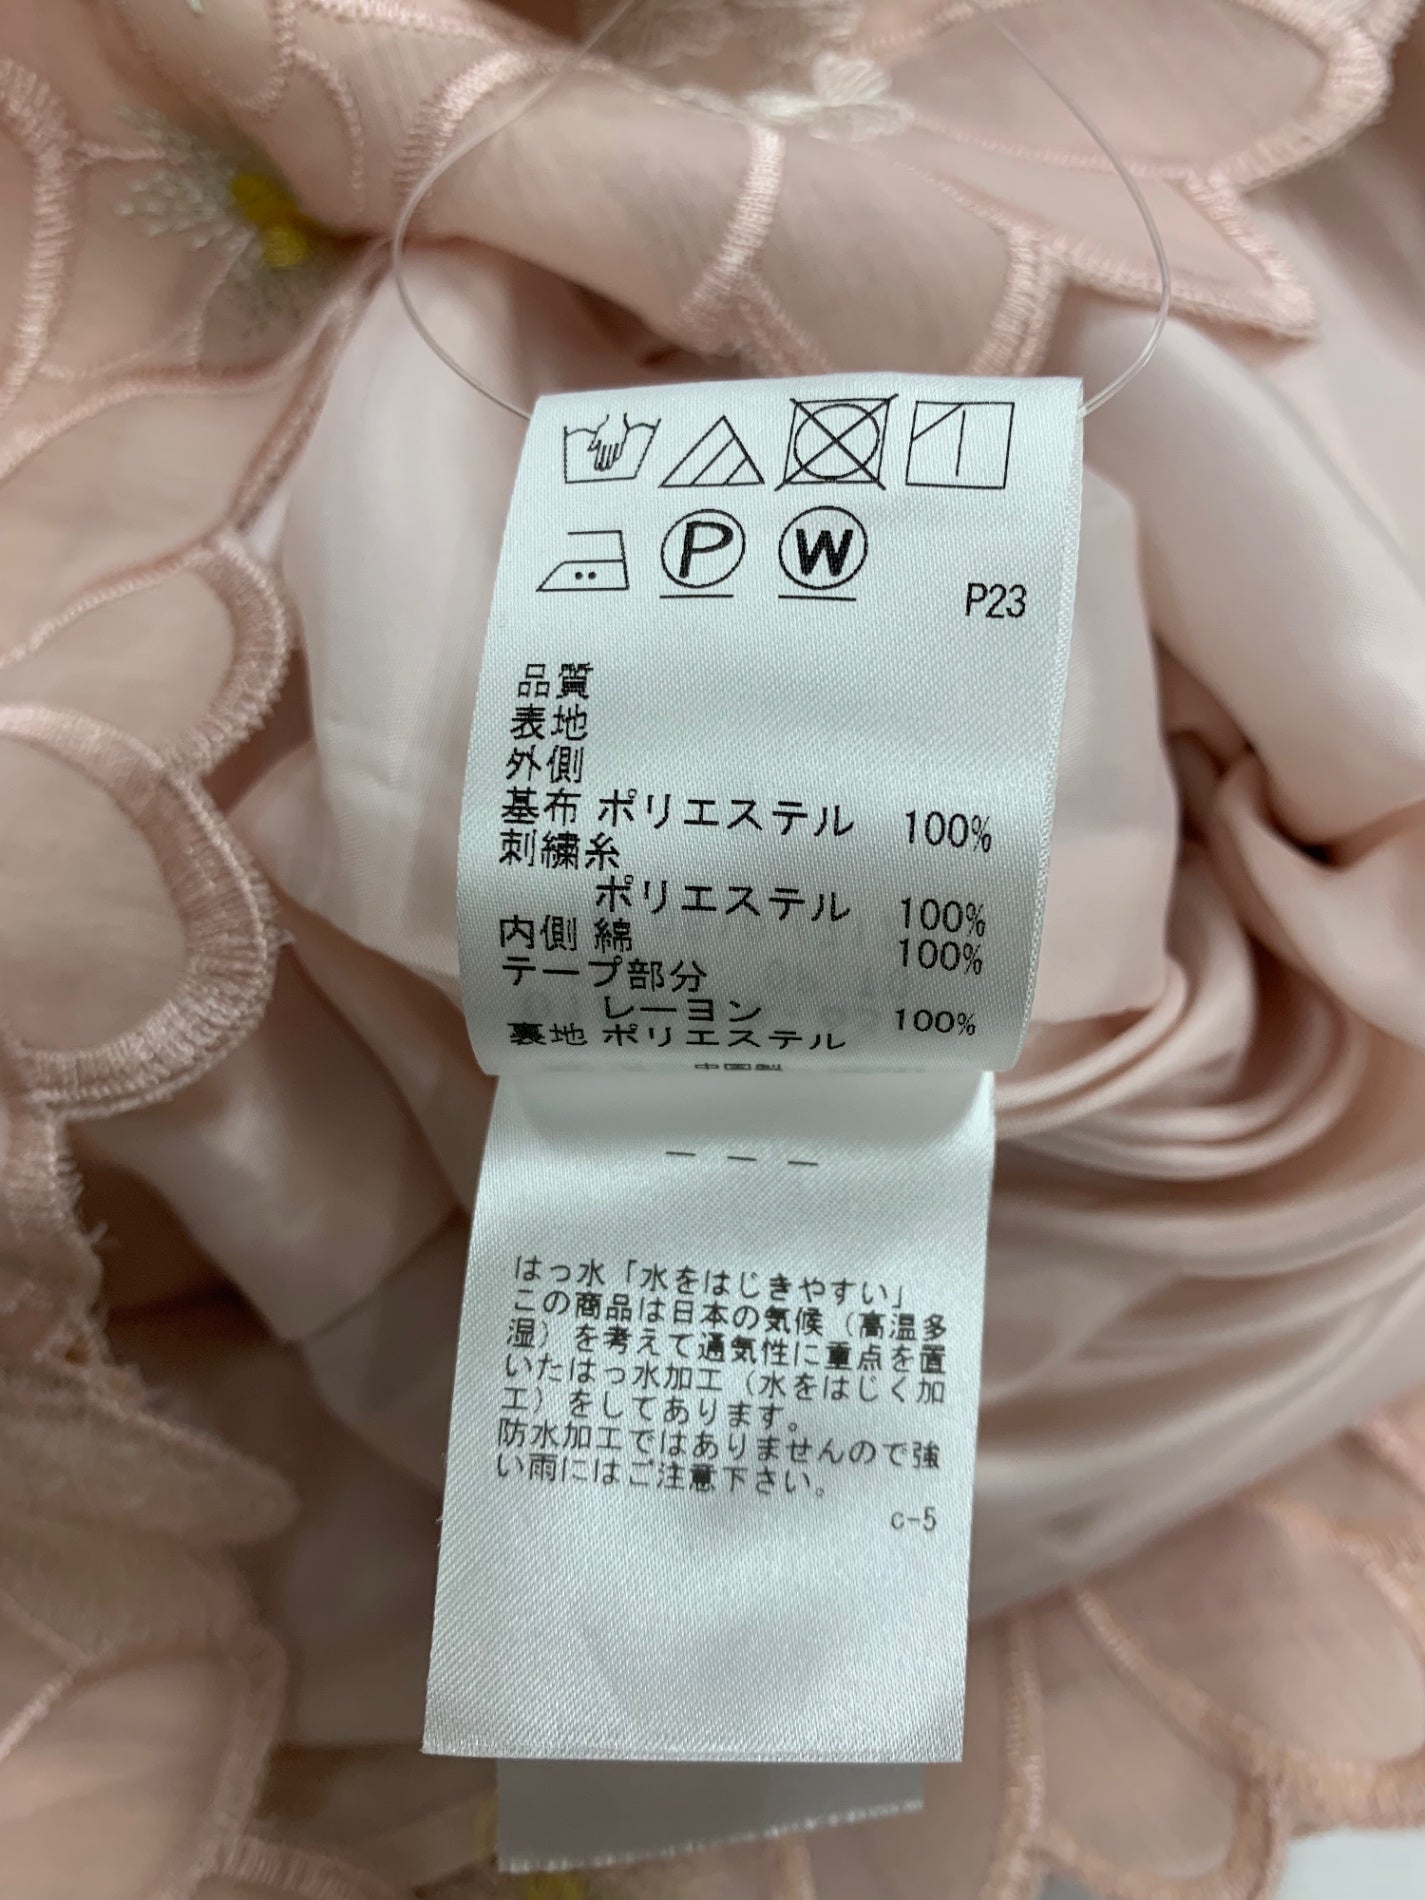 P
W
P23
品質
表地
外側
基布 ポリエステル 100%
刺繍糸
ポリエステル 100%
内側 綿 100%
テープ部分
レーヨン 100%
裏地 ポリエステル
はっ水「水をはじきやすい」
この商品は日本の気候(高温多
湿)を考えて通気性に重点を置
いたはっ水加工(水をはじく加
工)をしてあります。
防水加工ではありませんので強
い雨にはご注意下さい。
c-5